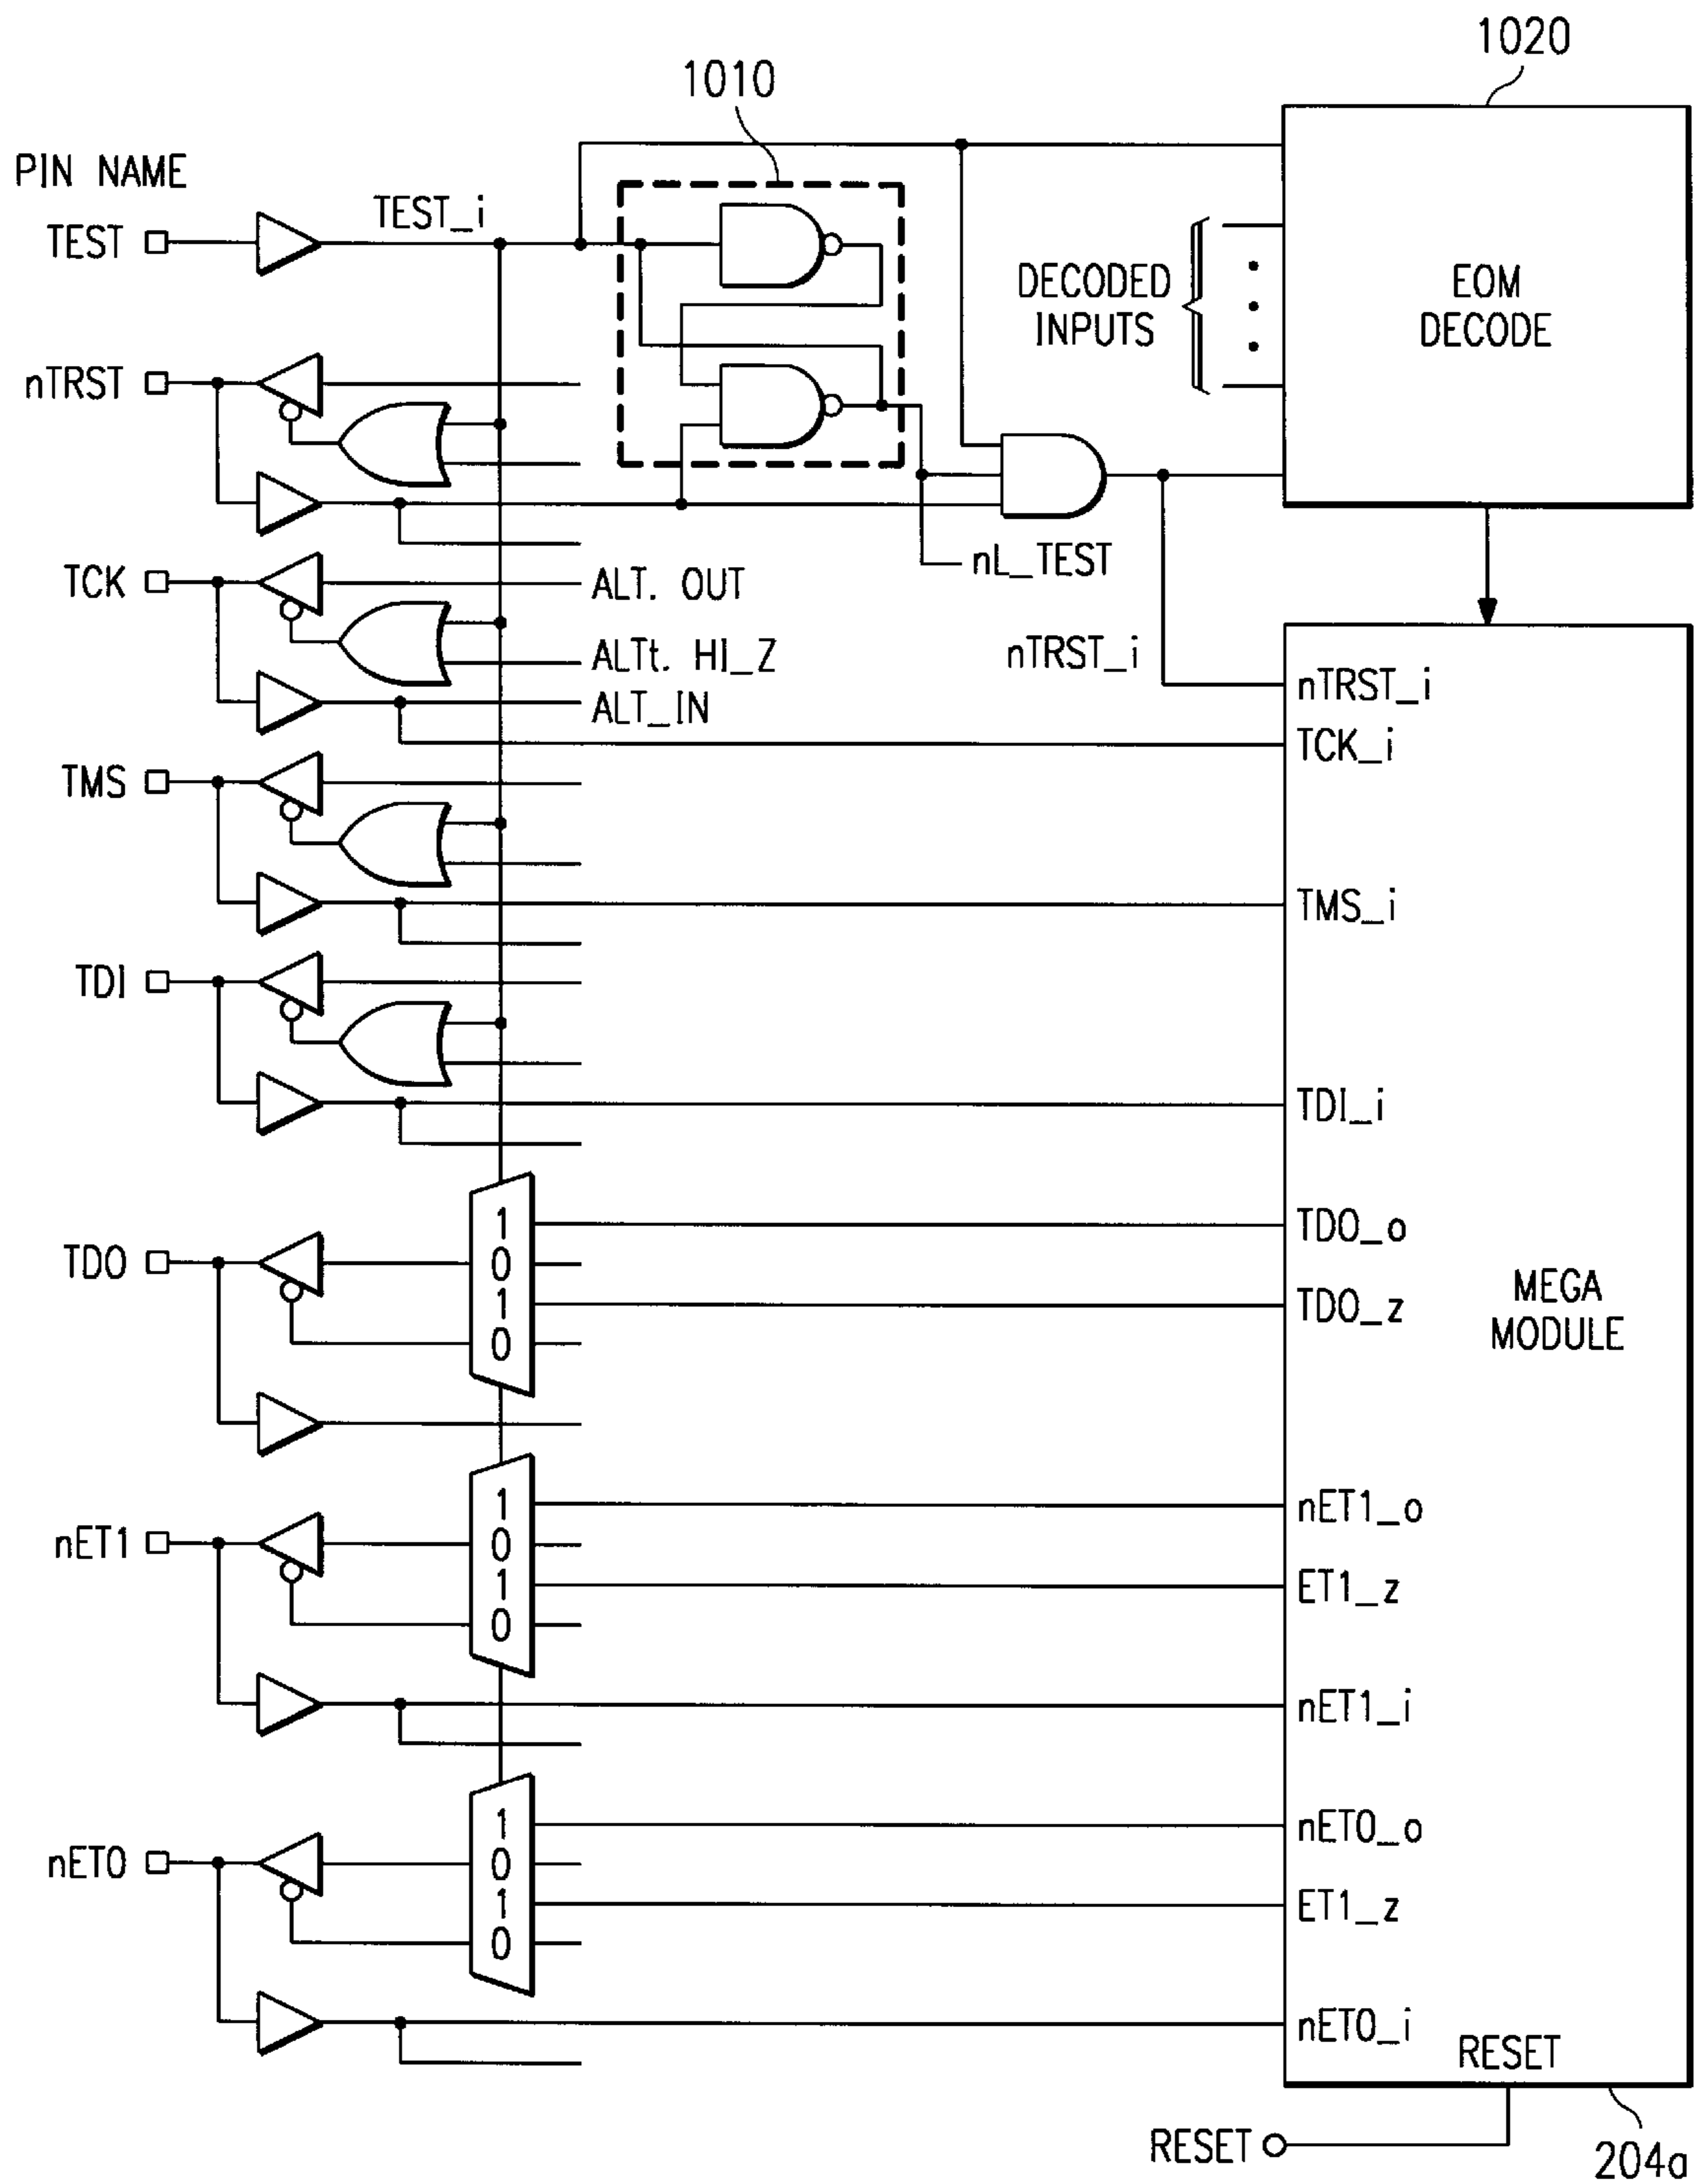 1020
1010
PIN NAME
TEST
TEST_i
DECODED
INPUTS
EOM
DECODE
nTRST
nL_TEST
TCK
ALT. OUT
ALTt. HI_Z
ALT_IN
nTRST_i
nTRST_i
TCK_i
TMS
TMS_i
TDI
TDI_i
TDO
1
0
1
0
TDO_o
TDO_z
MEGA
MODULE
nET1
1
0
1
0
nET1_o
ET1_z
nET1_i
nET0
1
0
1
0
nET0_o
ET1_z
nET0_i
RESET
RESET
204a